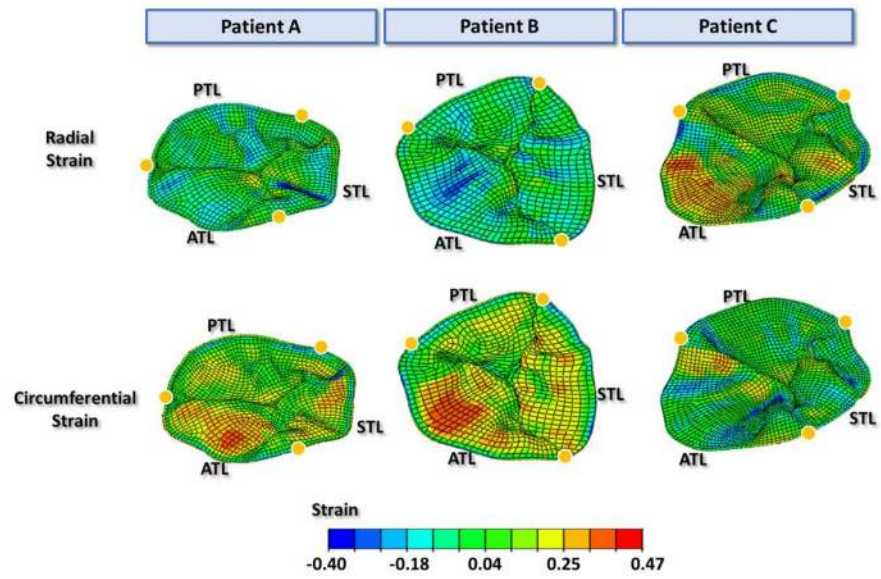 Patient A
Patient B
Patient C
PTL
PTL
PTL
Radial
Strain
STL
STL
STL
ATL
ATL
ATL
PTL
PTL
PTL
Circumferential
Strain
STL
STL
STL
ATL
ATL
ATL
Strain
-0.40 -0.18 0.04 0.25 0.47